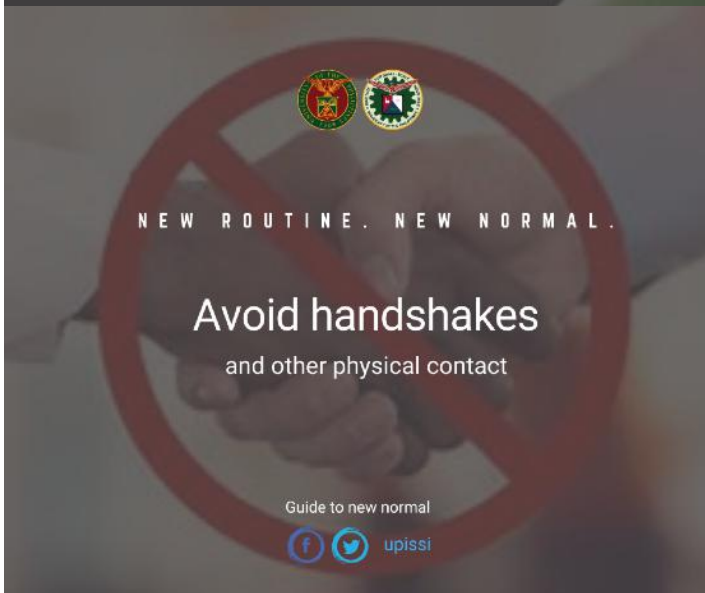 NEW ROUTINE. NEW NORMAL.
Avoid handshakes
and other physical contact
Guide to new normal
upissi